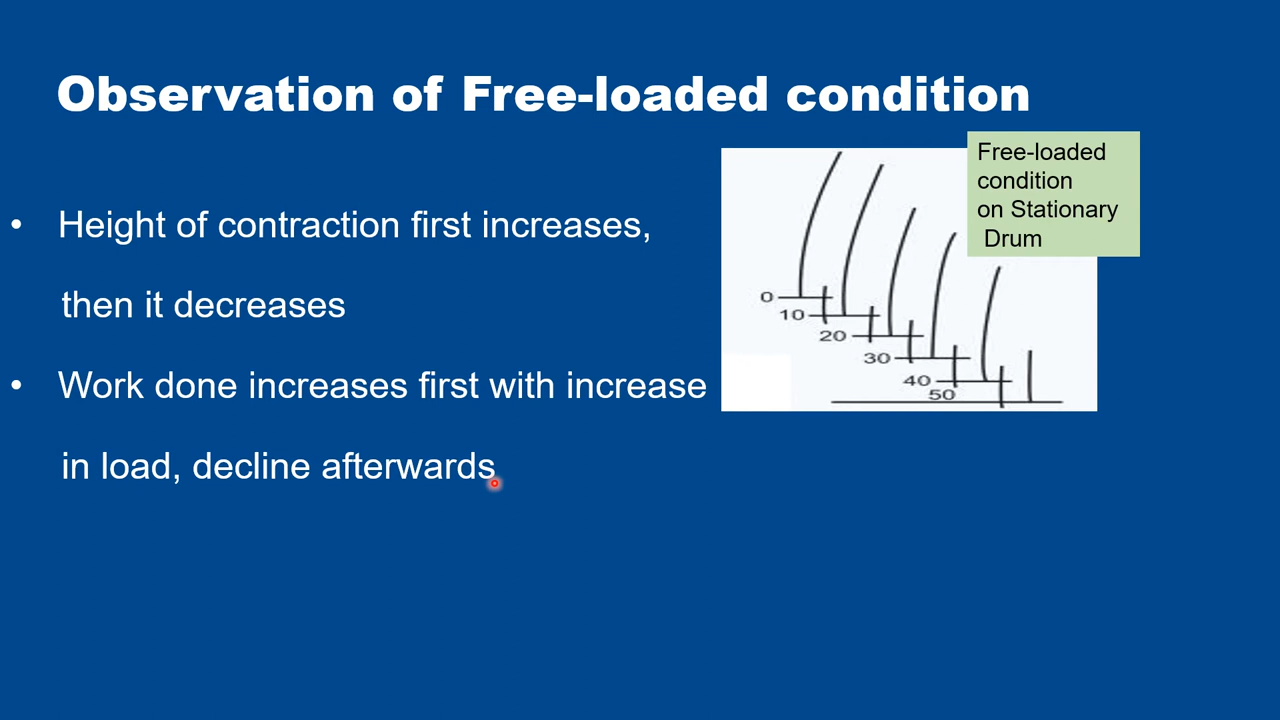 Observation of Free-loaded condition
• Height of contraction first increases,
then it decreases
• Work done increases first with increase
in load, decline afterwards
Free-loaded
condition
on Stationary
Drum
0
10
20
30
40
50